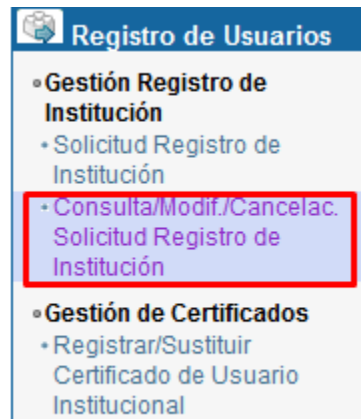 Registro de Usuarios
Gestión Registro de
Institución
Solicitud Registro de
Institución
Consulta/Modif./Cancelac.
Solicitud Registro de
Institución
Gestión de Certificados
Registrar/Sustituir
Certificado de Usuario
Institucional